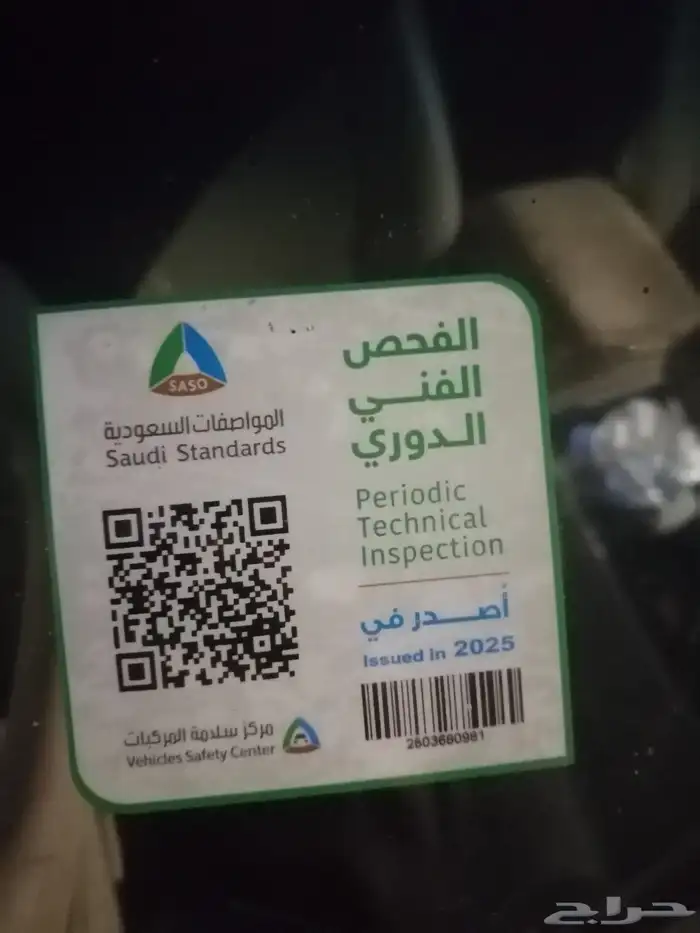 SASO
المواصفات السعودية
Saudi Standards
الفحص
الفني
الدوري
Periodic
Technical
Inspection
أصدر في
Issued in 2025
2803680981
مركز سلامة المركبات
Vehicles Safety Center
حراج